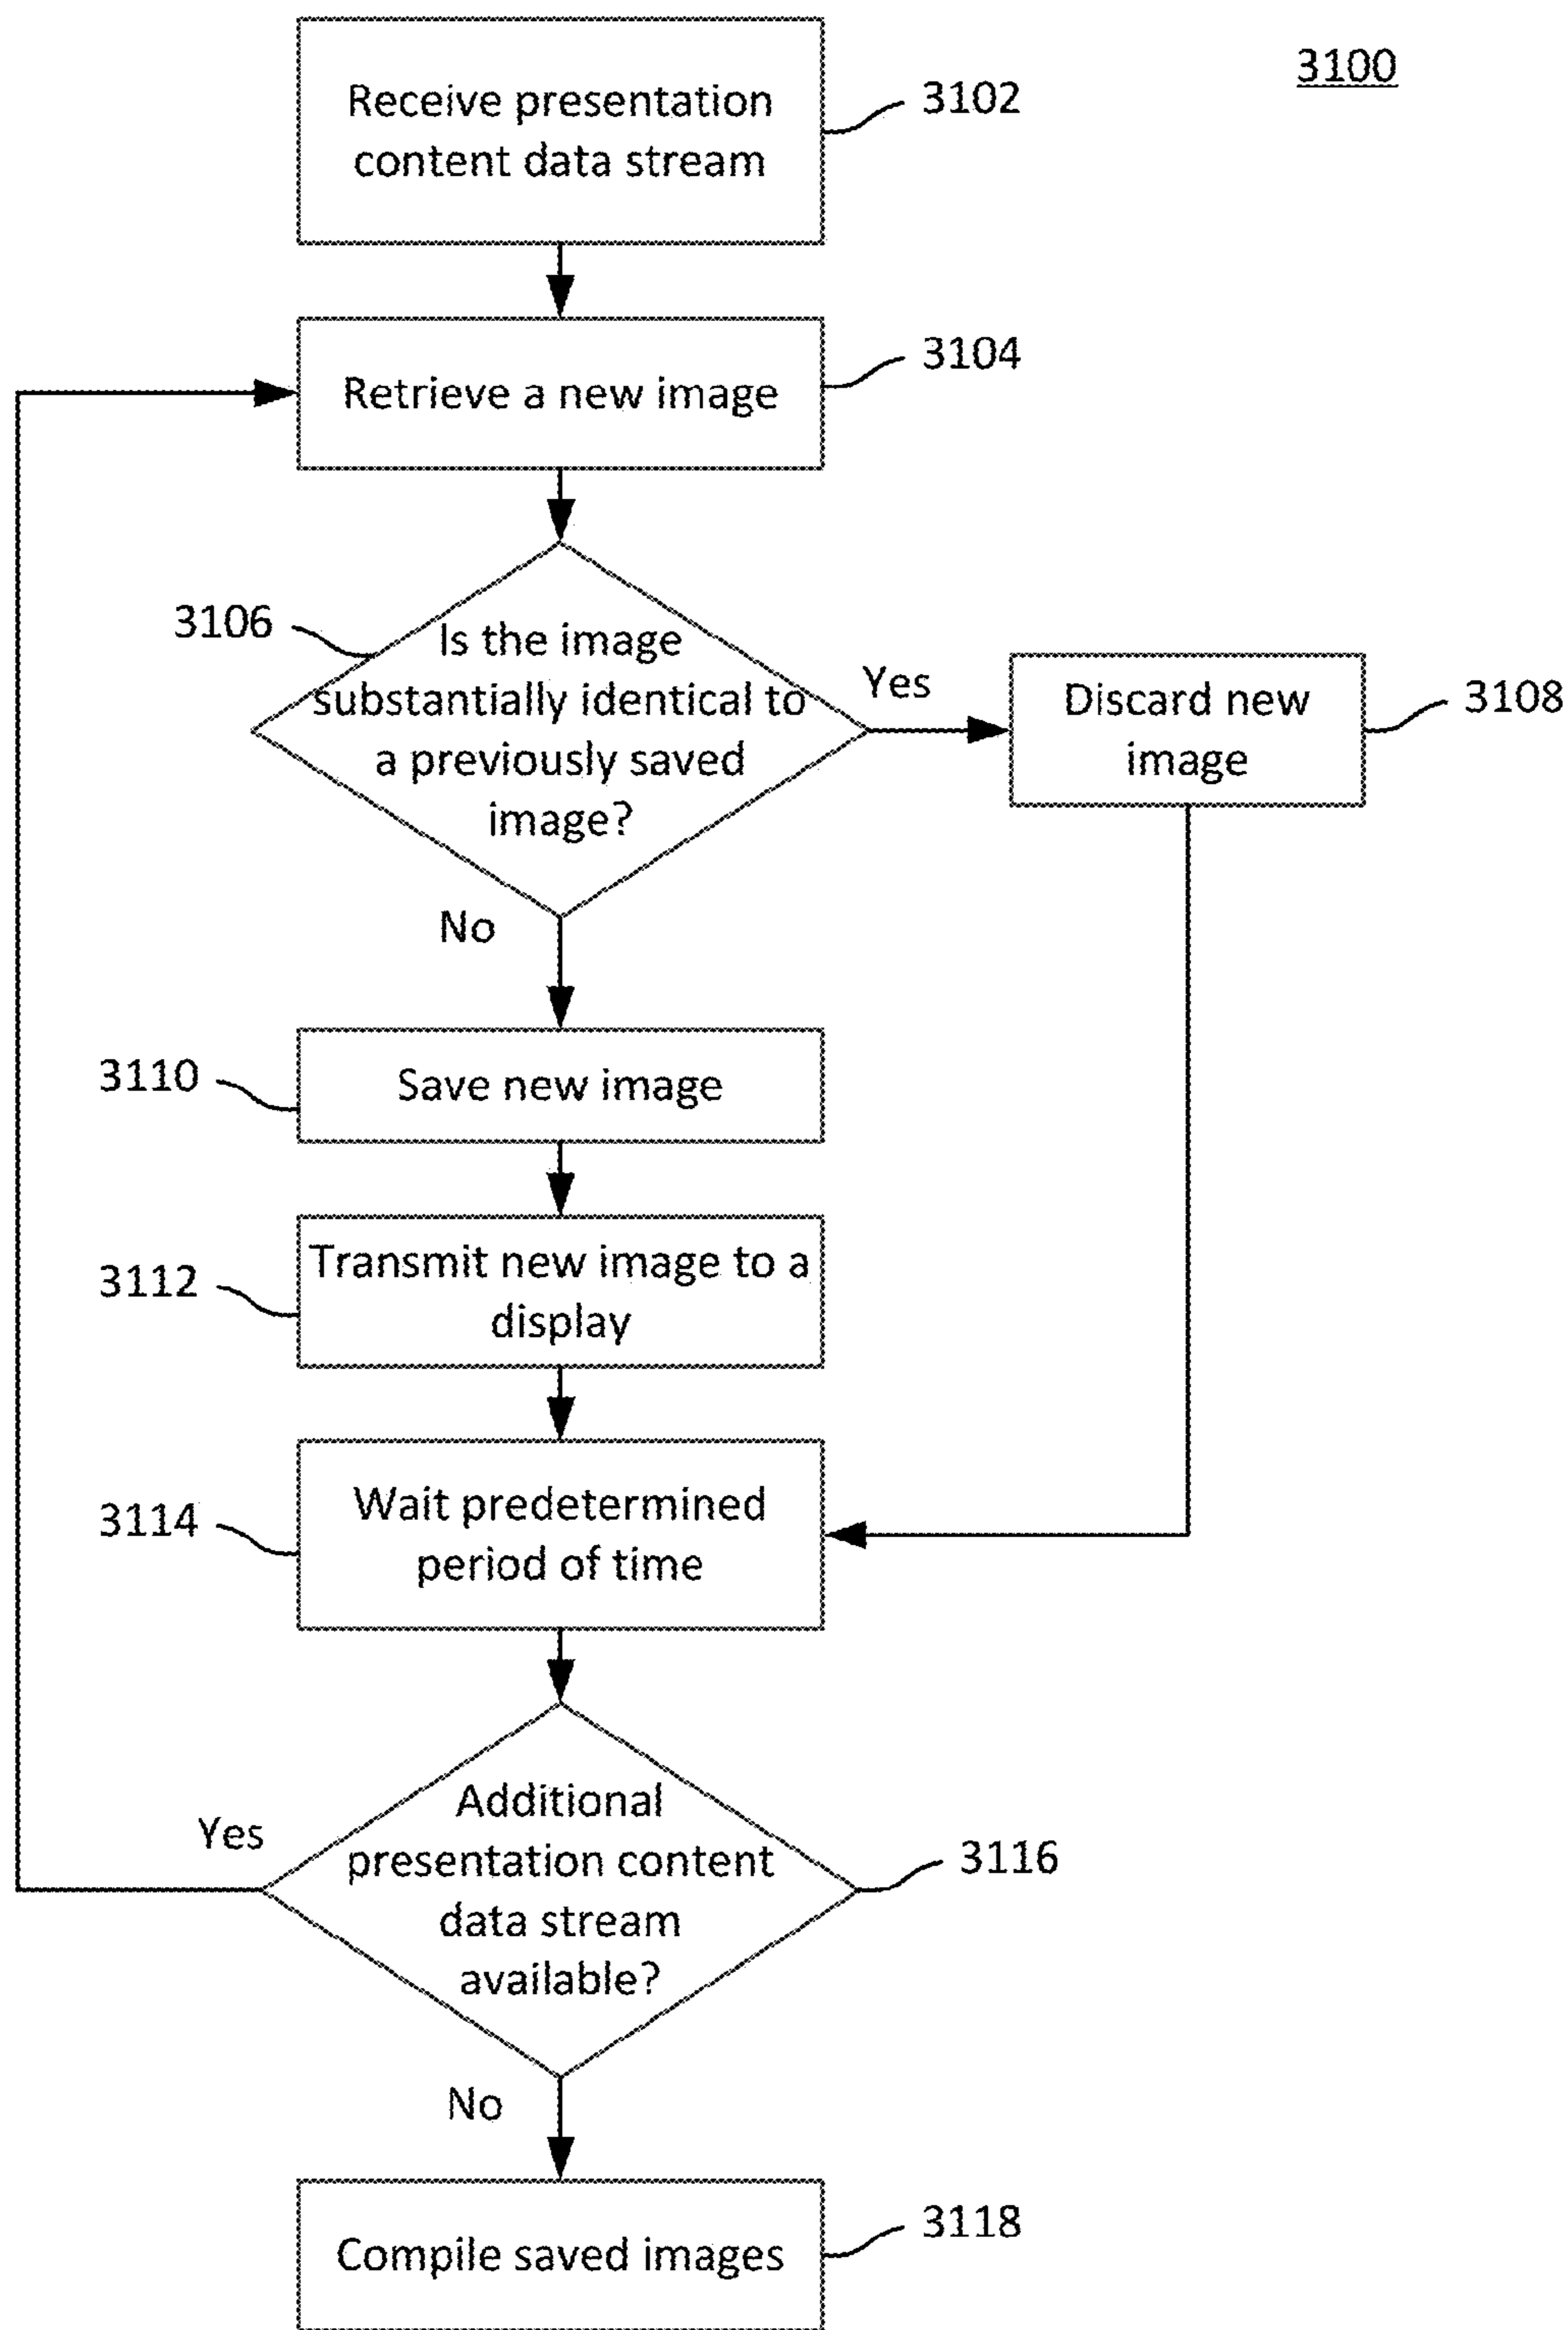 3100
Receive presentation
content data stream
3102
Retrieve a new image
3104
3106
Is the image
substantially identical to
a previously saved
image?
Yes
Discard new
image
3108
No
3110
Save new image
3112
Transmit new image to a
display
3114
Wait predetermined
period of time
Yes
Additional
presentation content
data stream
available?
3116
No
Compile saved images
3118